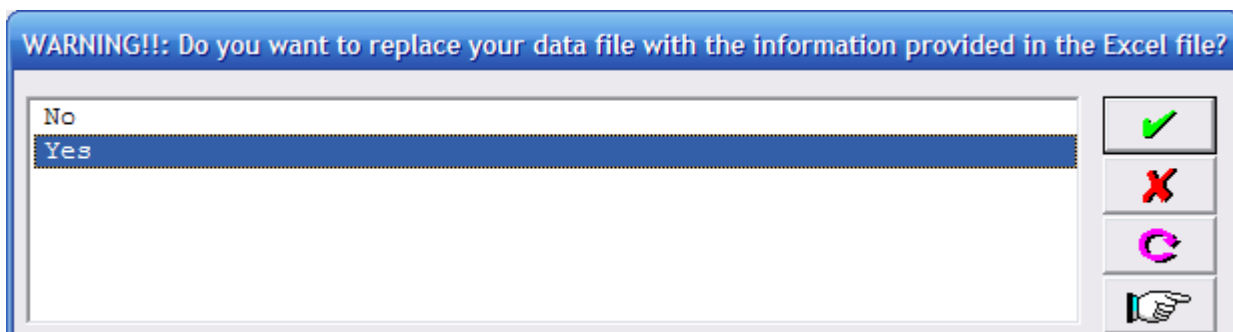 WARNING!!: Do you want to replace your data file with the information provided in the Excel file?
No
Yes